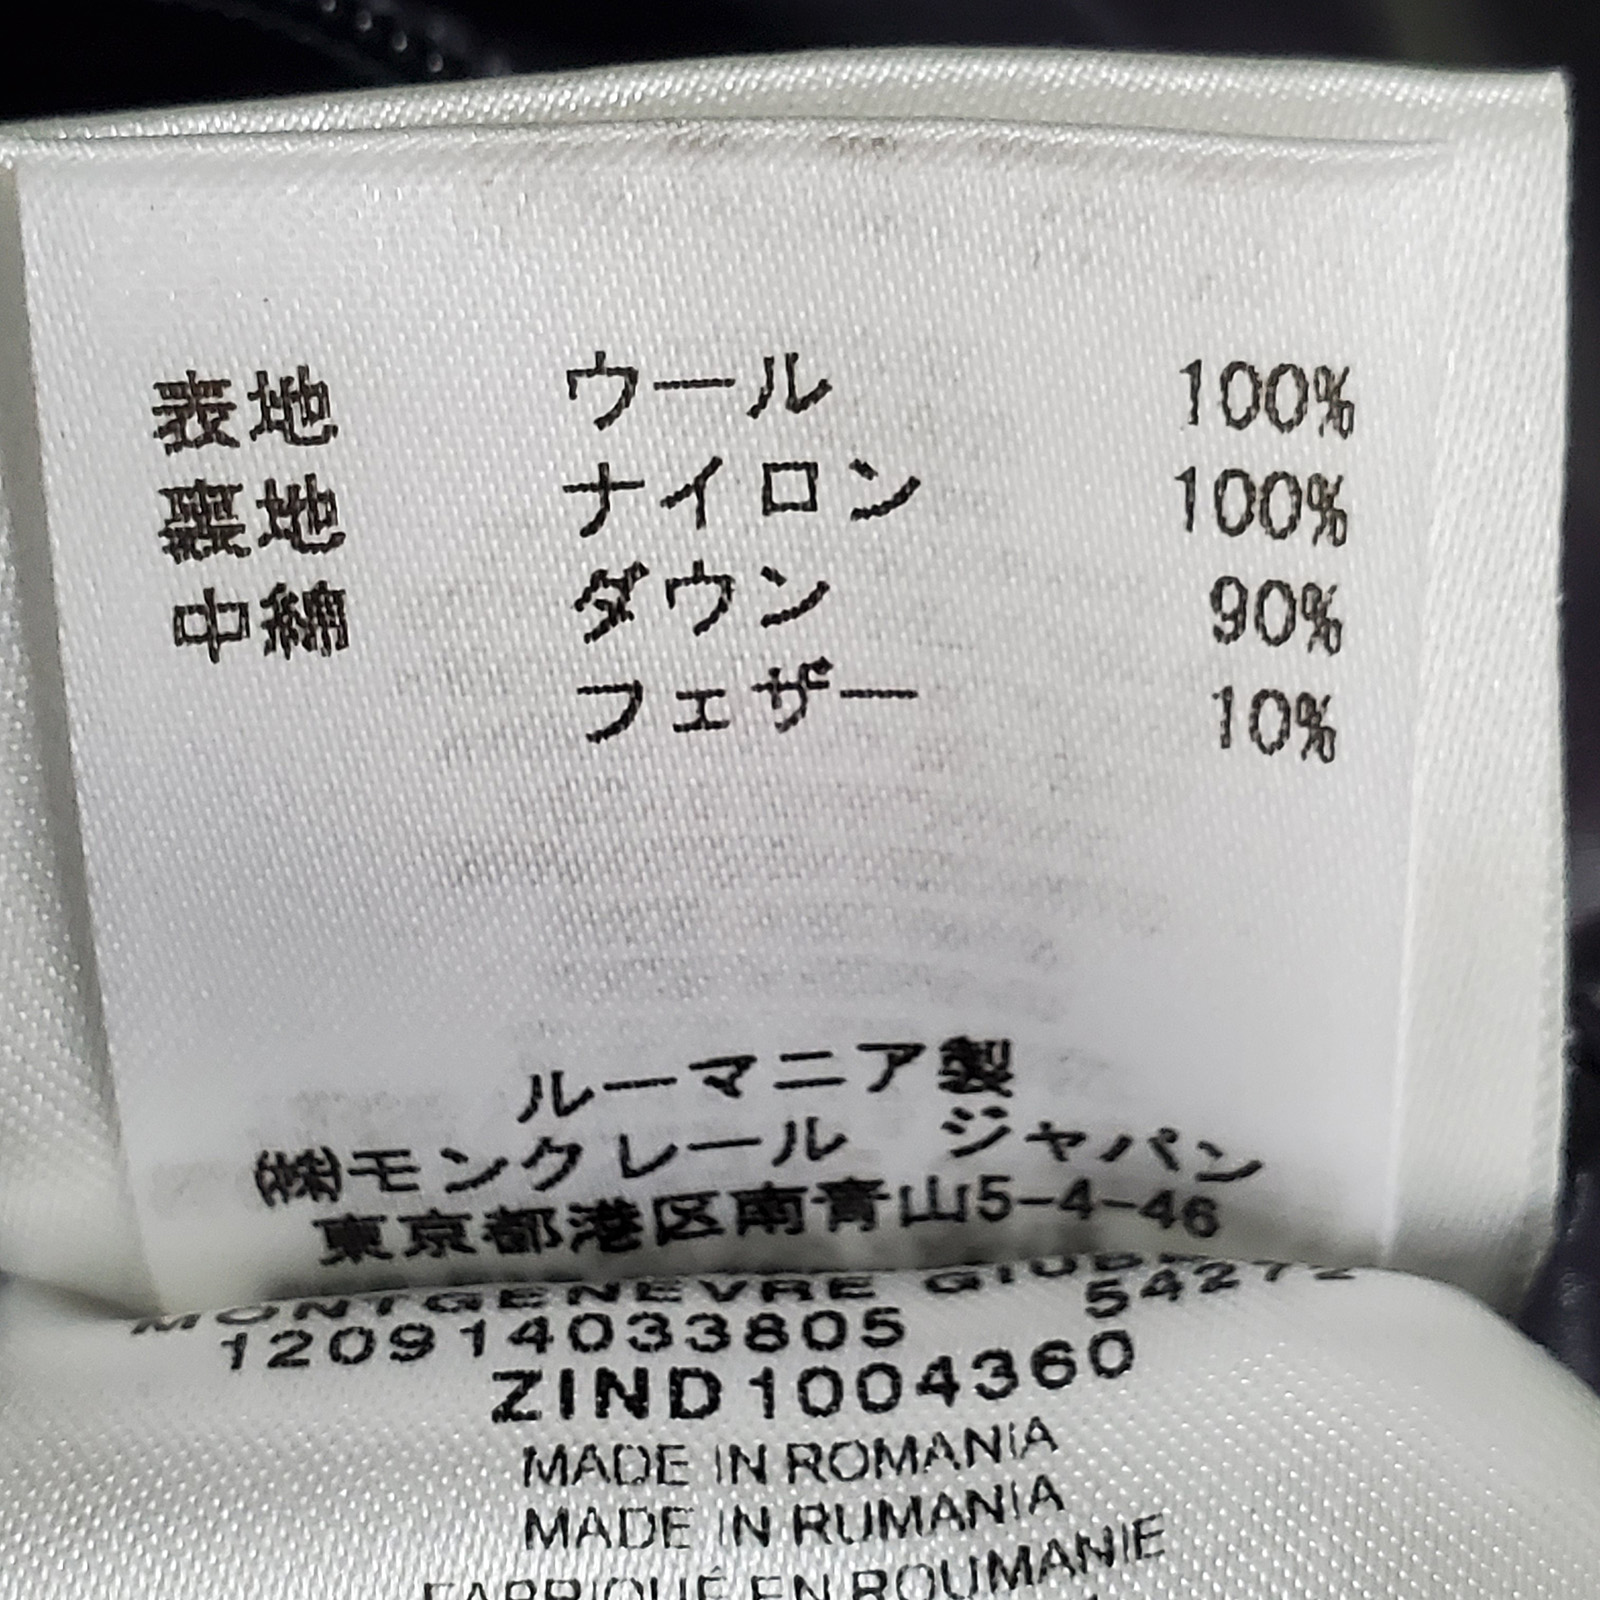 表地 ウール 100%
裏地 ナイロン 100%
中綿 ダウン 90%
フェザー 10%
ルーマニア製
㈱モンクレール ジャパン
東京都港区南青山5-4-46
MONTGENEVRE
120914033805 54272
ZIND1004360
MADE IN ROMANIA
MADE IN RUMANIA
FABRIQUÉ EN ROUMANIE